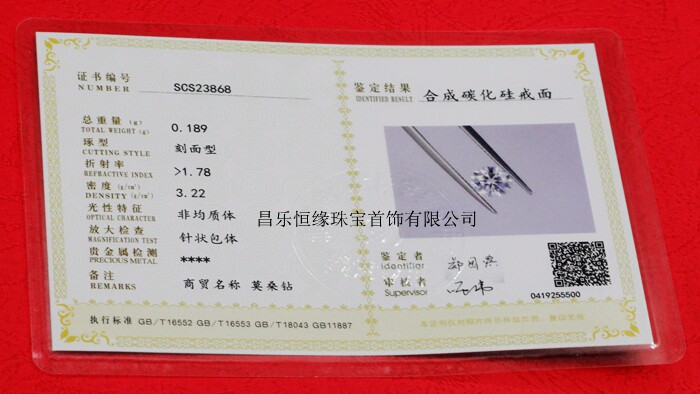 证书编号 SCS23868
NUMBER
总重量(g) 0.189
TOTAL WEIGHT (g)
琢型 刻面型
CUTTING STYLE
折射率 >1.78
REFRACTIVE INDEX
密度 (g/cm³) 3.22
DENSITY (g/cm³)
光性特征 非均质体
OPTICAL CHARACTER
放大检查 针状包体
MAGNIFICATION TEST
贵金属检测 ****
PRECIOUS METAL
备注 商贸名称 莫桑钻
REMARKS
执行标准 GB/T16552 GB/T16553 GB/T18043 GB11887
鉴定结果 合成碳化硅戒面
IDENTIFIED RESULT
昌乐恒缘珠宝首饰有限公司
鉴定者
Identifier
审核者
Supervisor
0419255500